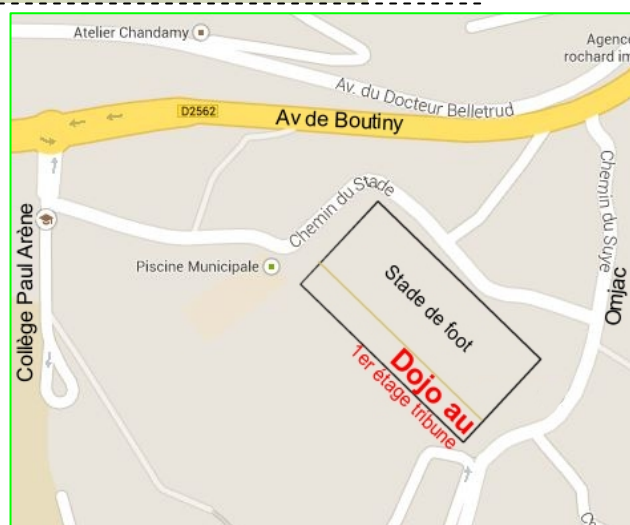 Atelier Chandamy
Agence
rochard im
Av. du Docteur Belletrud
D2562
Av de Boutiny
Chemin du Stade
Chemin du Suye
Collège Paul Arène
Piscine Municipale
Stade de foot
Omjac
Dojo au
1er étage tribune